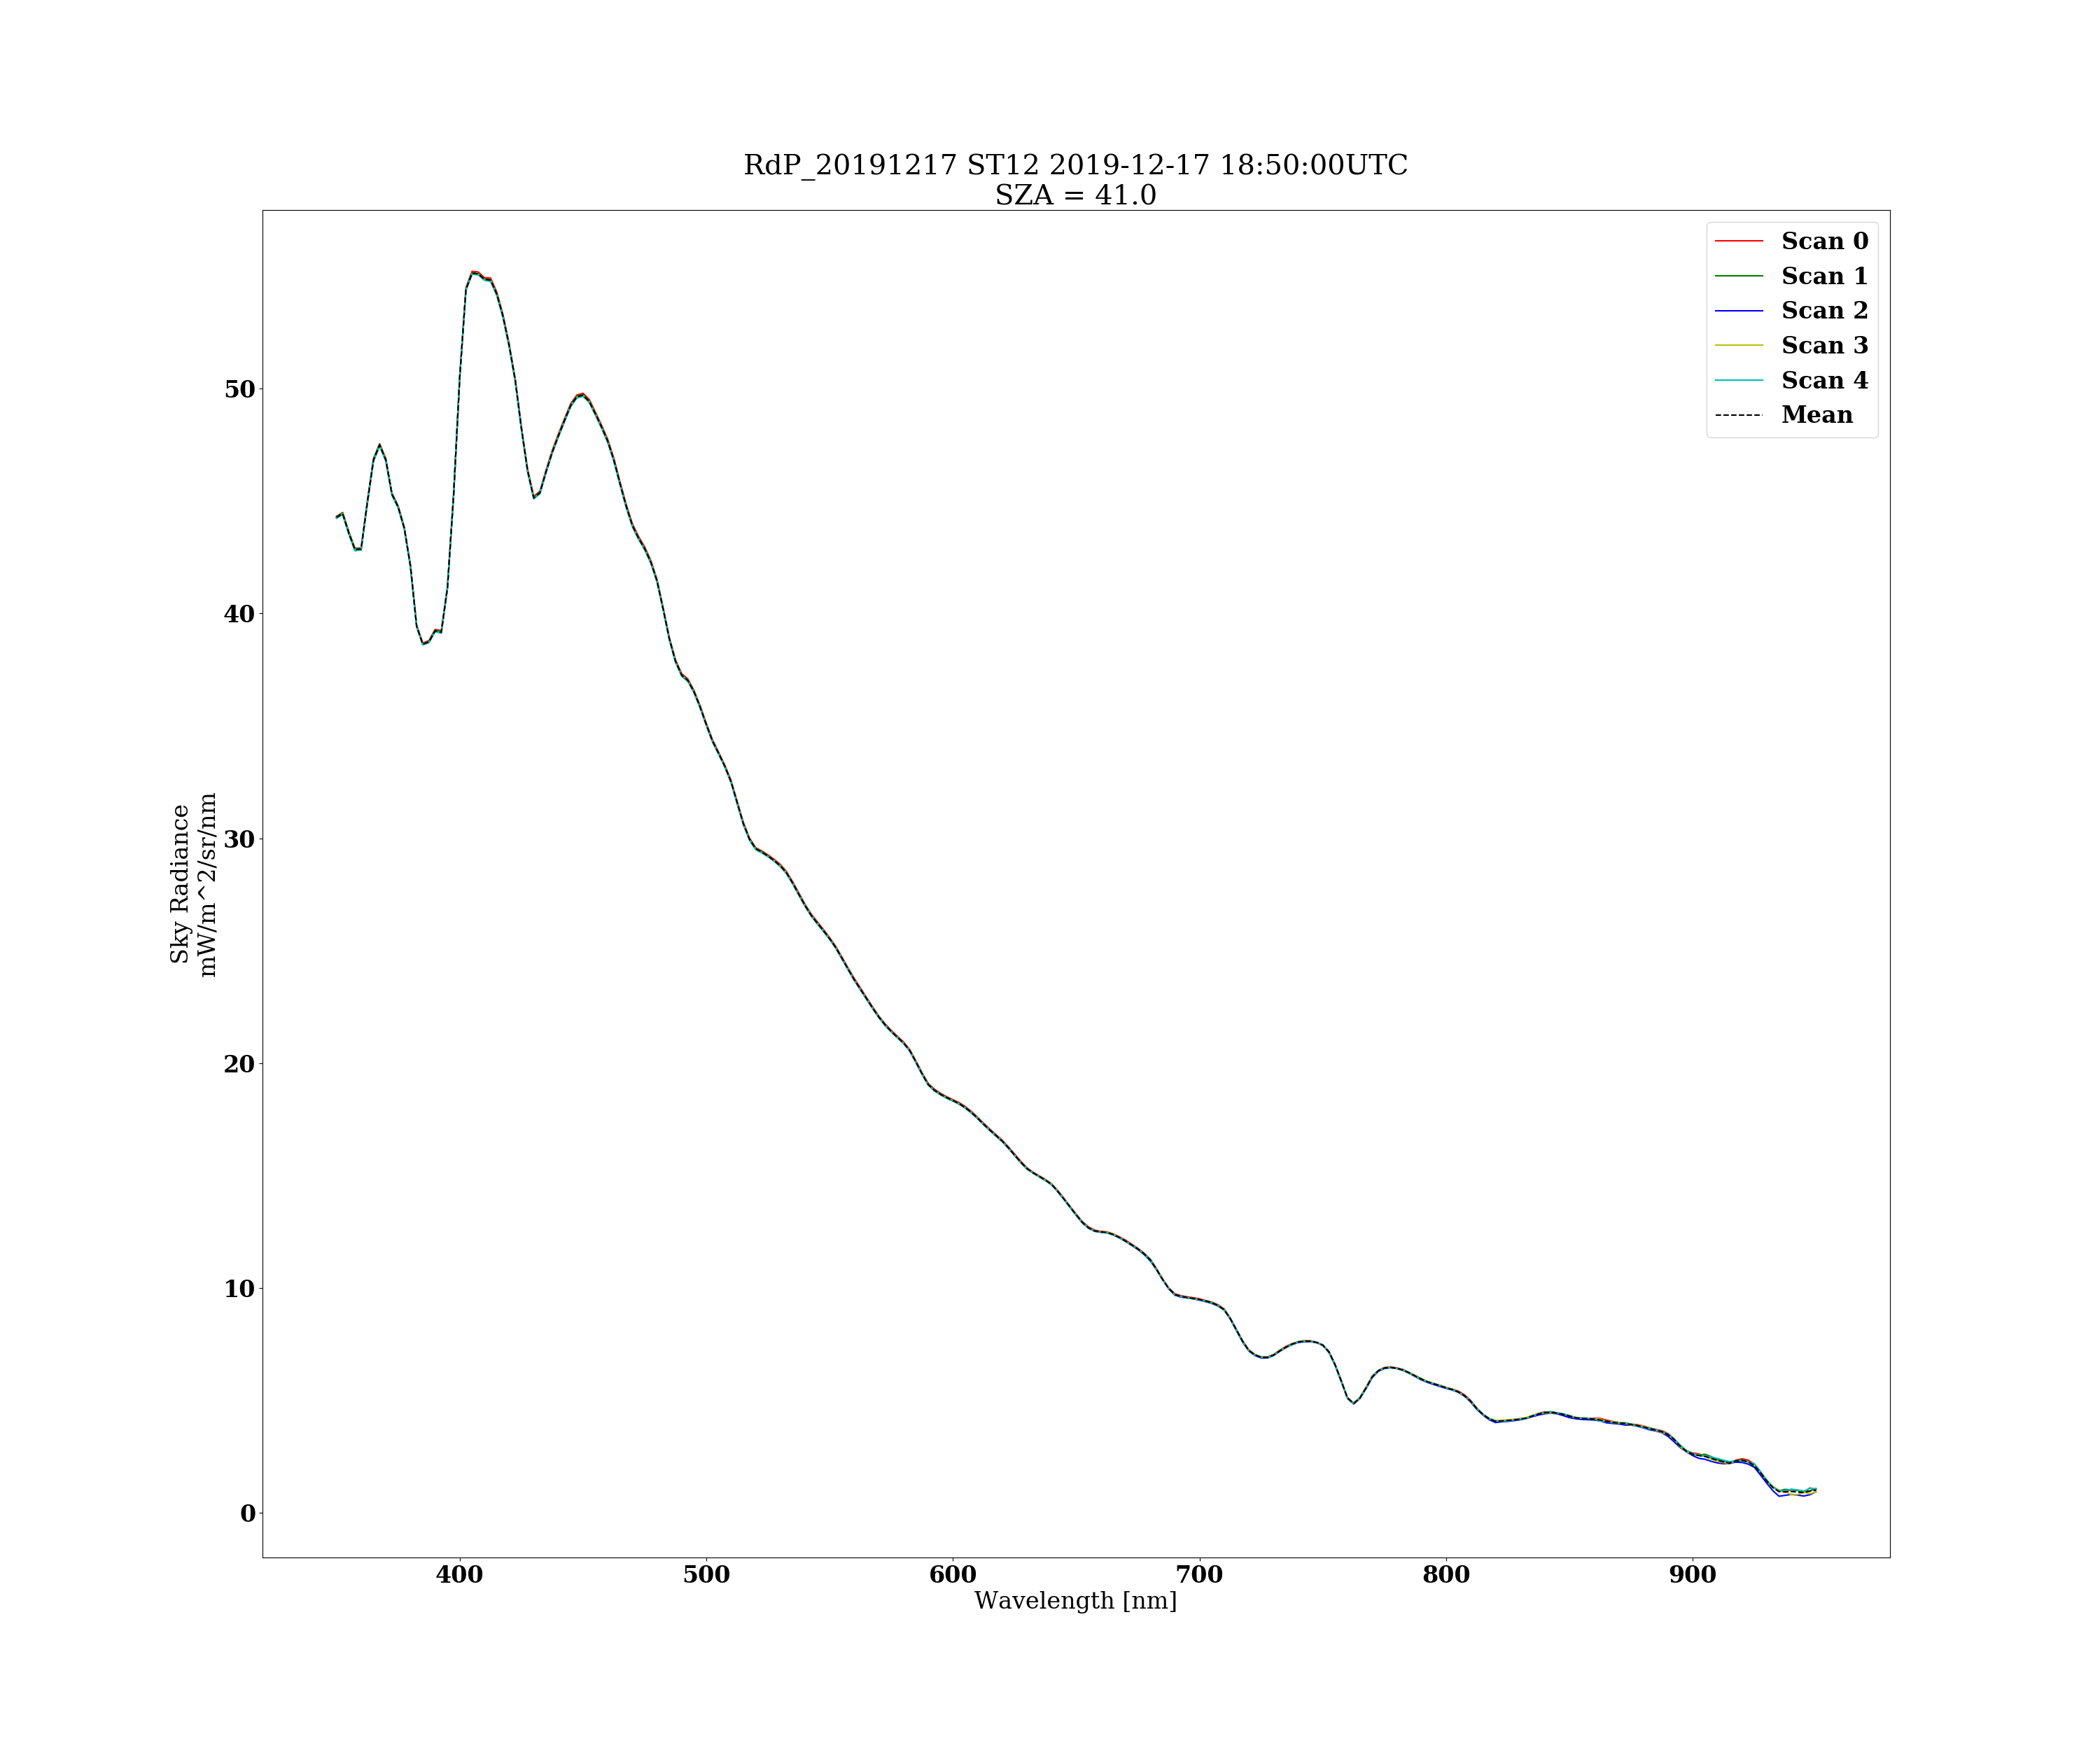 RdP_20191217 ST12 2019-12-17 18:50:00UTC
SZA = 41.0
Scan 0
Scan 1
Scan 2
Scan 3
Scan 4
Mean
50
40
30
20
10
0
Sky Radiance
mW/m^2/sr/nm
400 500 600 700 800 900
Wavelength [nm]